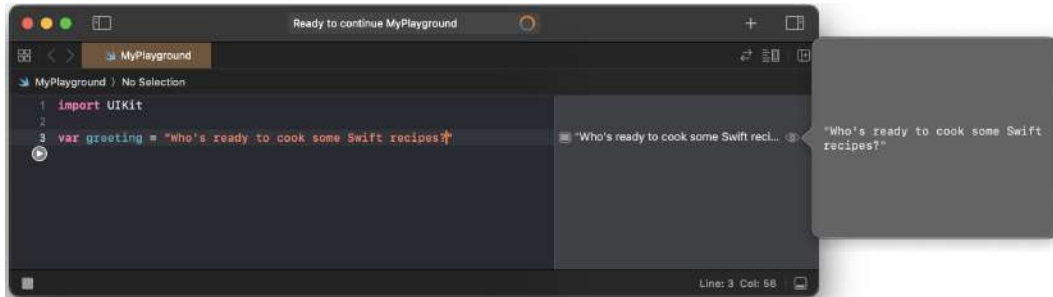 Ready to continue MyPlayground
MyPlayground
MyPlayground 〉 No Selection
1 import UIKit
2
3 var greeting = "Who's ready to cook some Swift recipes?"
"Who's ready to cook some Swift reci...
"Who's ready to cook some Swift
recipes?"
Line: 3 Col: 56